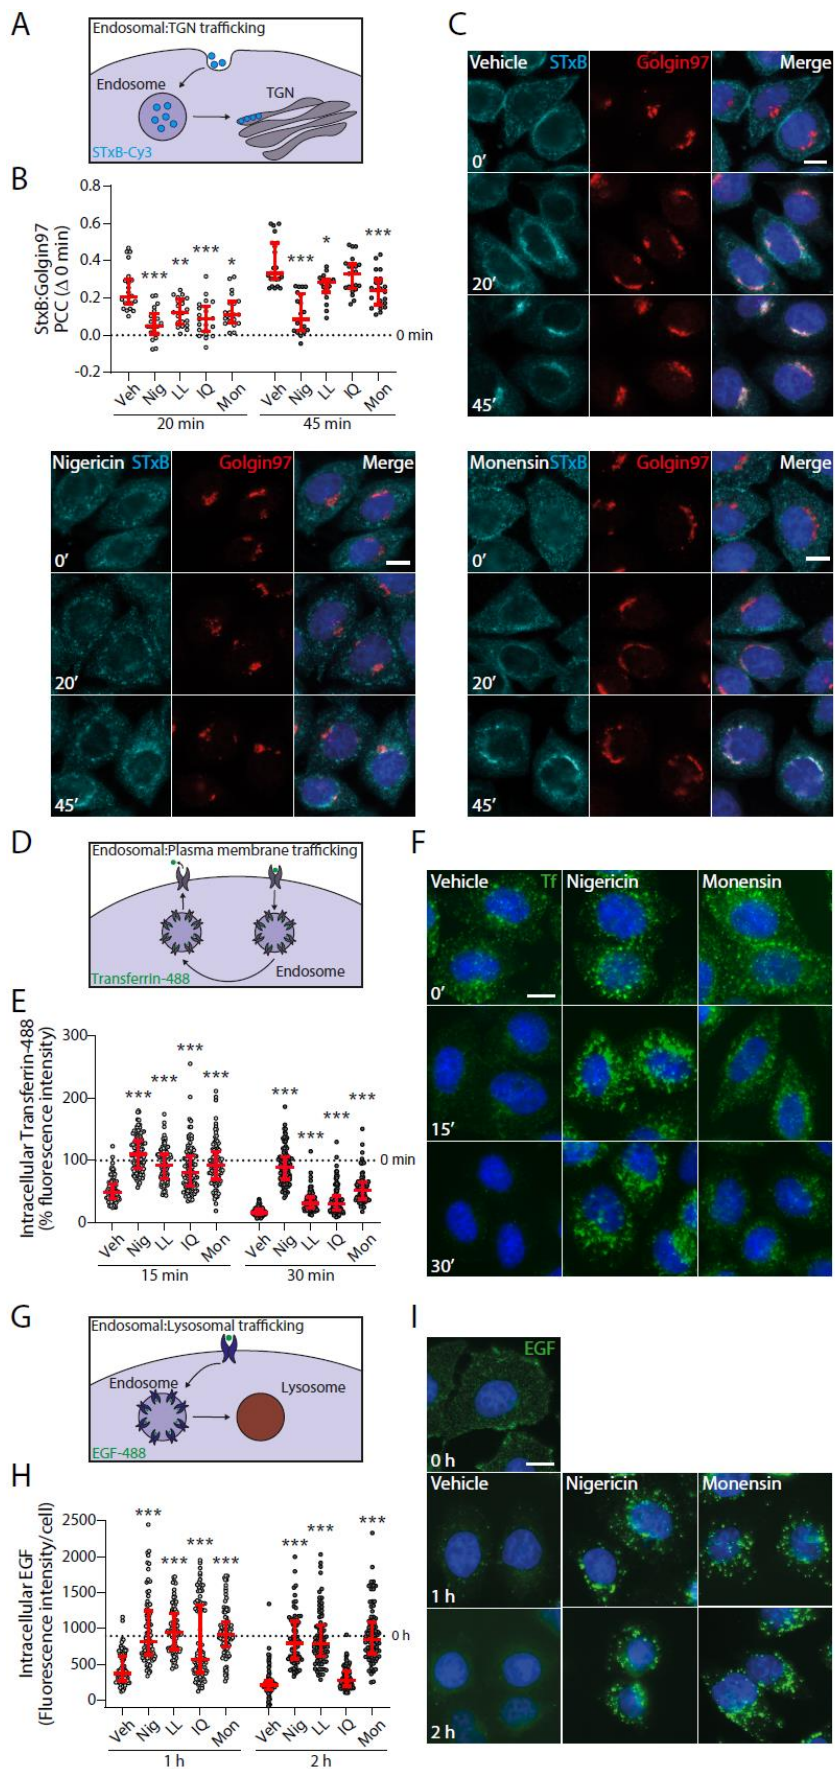 A
Endosomal:TGN trafficking
Endosome
TGN
STxB-Cy3
B
StxB:Golgin97
PCC (Δ 0 min)
0.8
0.6
0.4
0.2
0.0
-0.2
***
**
***
*
***
*
***
0 min
Veh
Nig
LL
IQ
Mon
Veh
Nig
LL
IQ
Mon
20 min
45 min
C
Vehicle STxB
Golgin97
Merge
0′
20′
45′
Nigericin STxB
Golgin97
Merge
0′
20′
45′
Monensin STxB
Golgin97
Merge
0′
20′
45′
D
Endosomal:Plasma membrane trafficking
Endosome
Transferrin-488
E
Intracellular Transferrin-488
(% fluorescence intensity)
300
200
100
0
***
***
***
***
***
***
***
***
0 min
Veh
Nig
LL
IQ
Mon
Veh
Nig
LL
IQ
Mon
15 min
30 min
F
Vehicle
Tf
Nigericin
Monensin
0′
15′
30′
G
Endosomal:Lysosomal trafficking
Endosome
Lysosome
EGF-488
H
Intracellular EGF
(Fluorescence intensity/cell)
2500
2000
1500
1000
500
0
***
***
***
***
***
***
***
0 h
Veh
Nig
LL
IQ
Mon
Veh
Nig
LL
IQ
Mon
1 h
2 h
I
EGF
0 h
Vehicle
Nigericin
Monensin
1 h
2 h